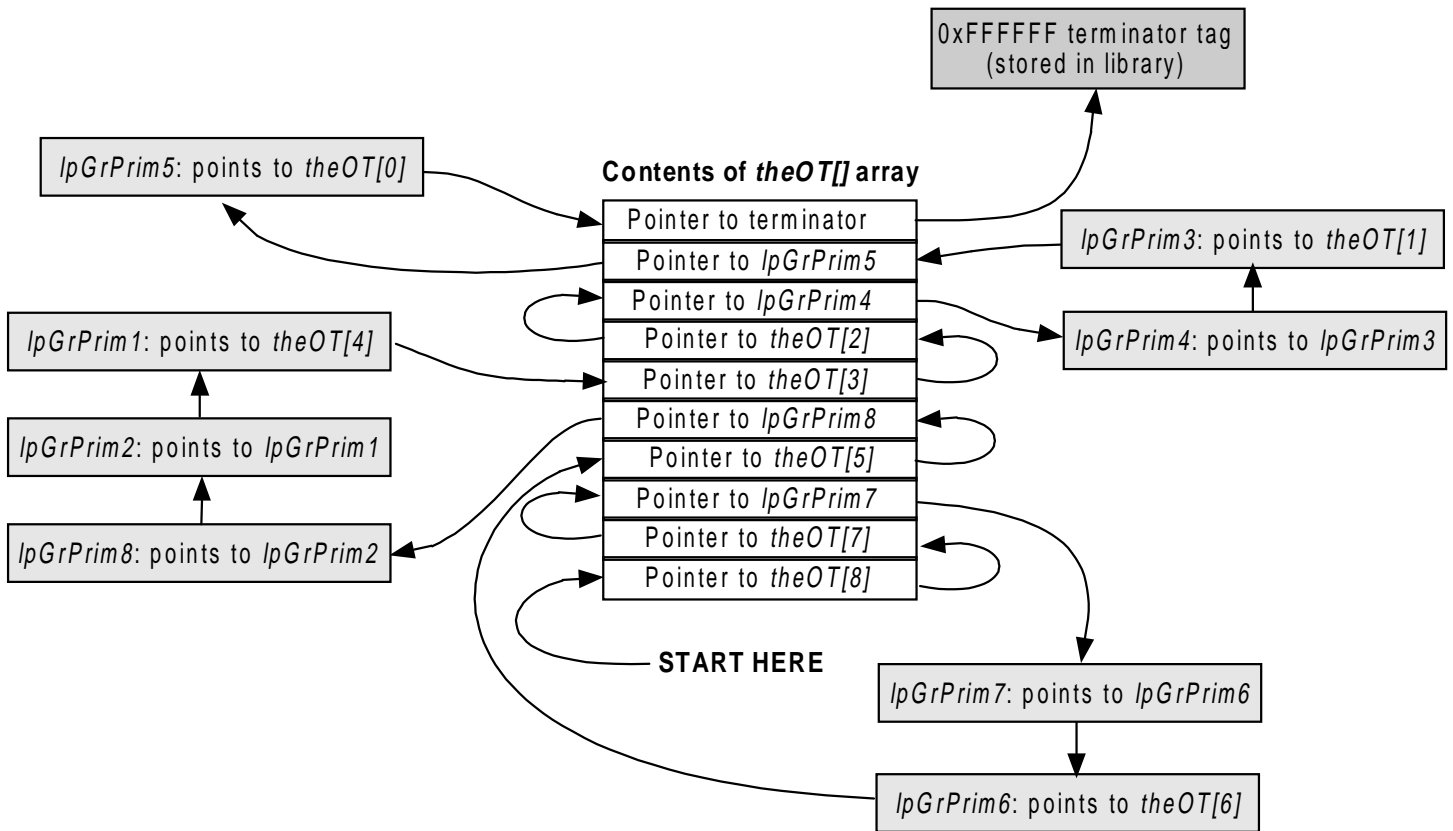 0xFFFFFF terminator tag
(stored in library)
lpGrPrim5: points to theOT[0]
Contents of theOT[] array
Pointer to terminator
Pointer to lpGrPrim5
Pointer to lpGrPrim4
Pointer to theOT[2]
Pointer to theOT[3]
Pointer to lpGrPrim8
Pointer to theOT[5]
Pointer to lpGrPrim7
Pointer to theOT[7]
Pointer to theOT[8]
lpGrPrim3: points to theOT[1]
lpGrPrim4: points to lpGrPrim3
lpGrPrim1: points to theOT[4]
lpGrPrim2: points to lpGrPrim1
lpGrPrim8: points to lpGrPrim2
START HERE
lpGrPrim7: points to lpGrPrim6
lpGrPrim6: points to theOT[6]